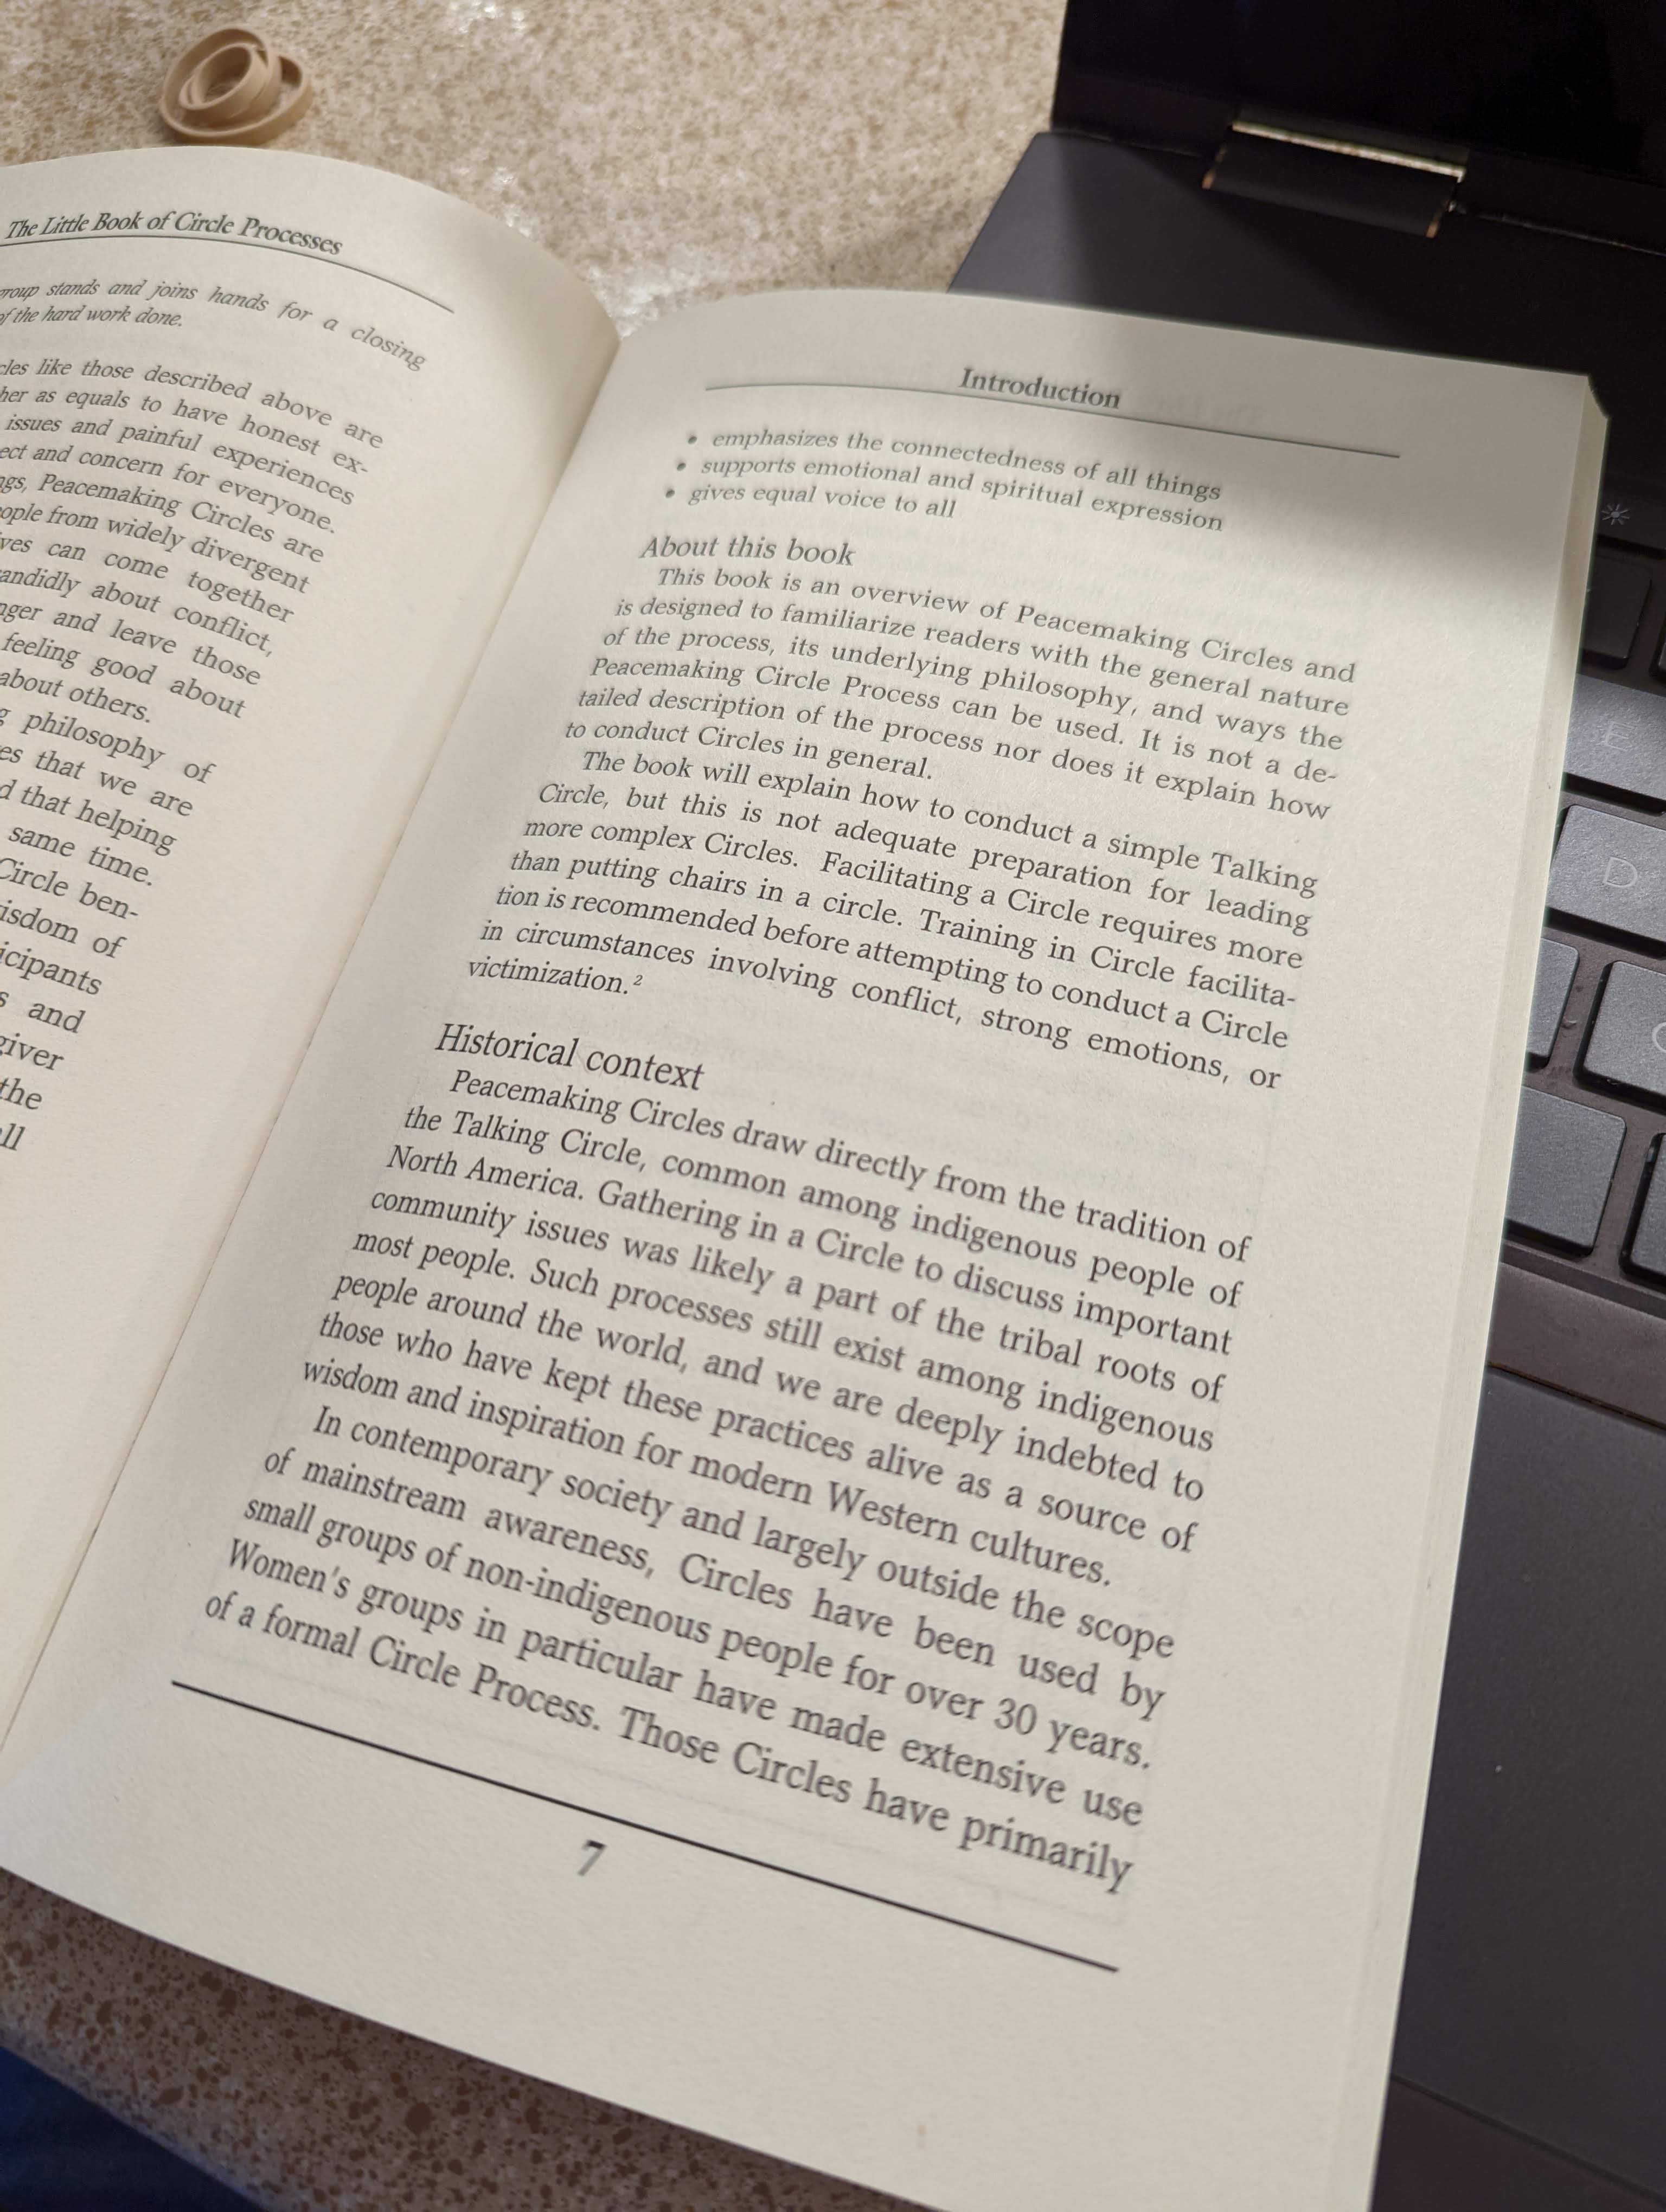 The Little Book of Circle Processes
group stands and joins hands for a closing
of the hard work done.
like those described above are
as equals to have honest ex-
issues and painful experiences
and concern for everyone.
Peacemaking Circles are
from widely divergent
can come together
about conflict,
and leave those
feeling good about
about others.
philosophy of
that we are
that helping
same time.
Circle ben-
of
and
the
Introduction
• emphasizes the connectedness of all things
• supports emotional and spiritual expression
• gives equal voice to all
About this book
This book is an overview of Peacemaking Circles and
is designed to familiarize readers with the general nature
of the process, its underlying philosophy, and ways the
Peacemaking Circle Process can be used. It is not a de-
tailed description of the process nor does it explain how
to conduct Circles in general.
The book will explain how to conduct a simple Talking
Circle, but this is not adequate preparation for leading
more complex Circles. Facilitating a Circle requires more
than putting chairs in a circle. Training in Circle facilita-
tion is recommended before attempting to conduct a Circle
in circumstances involving conflict, strong emotions, or
victimization.²
Historical context
Peacemaking Circles draw directly from the tradition of
the Talking Circle, common among indigenous people of
North America. Gathering in a Circle to discuss important
community issues was likely a part of the tribal roots of
most people. Such processes still exist among indigenous
people around the world, and we are deeply indebted to
those who have kept these practices alive as a source of
wisdom and inspiration for modern Western cultures.
In contemporary society and largely outside the scope
of mainstream awareness, Circles have been used by
small groups of non-indigenous people for over 30 years.
Women's groups in particular have made extensive use
of a formal Circle Process. Those Circles have primarily
7
E
D